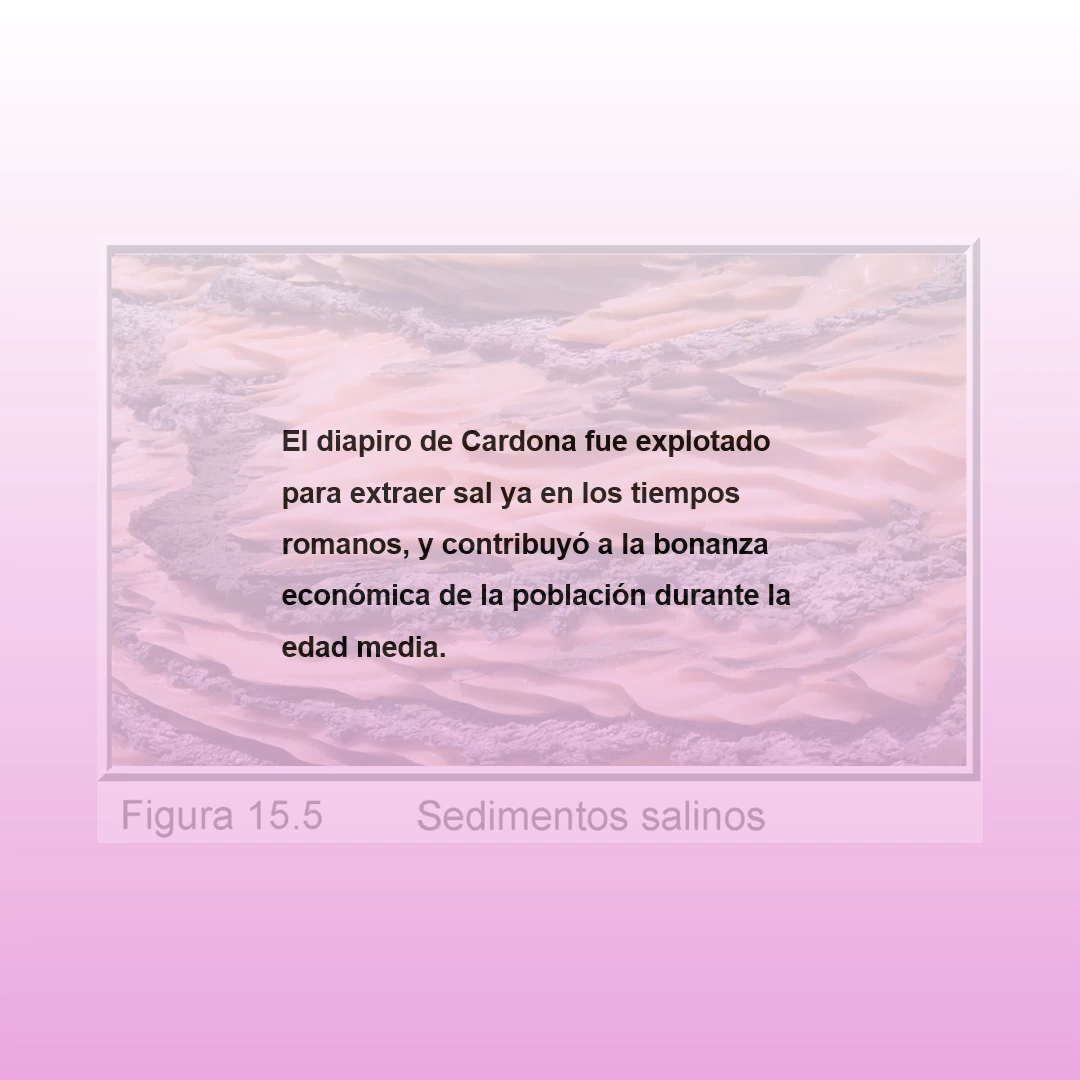 El diapiro de Cardona fue explotado
para extraer sal ya en los tiempos
romanos, y contribuyó a la bonanza
económica de la población durante la
edad media.
Figura 15.5 Sedimentos salinos